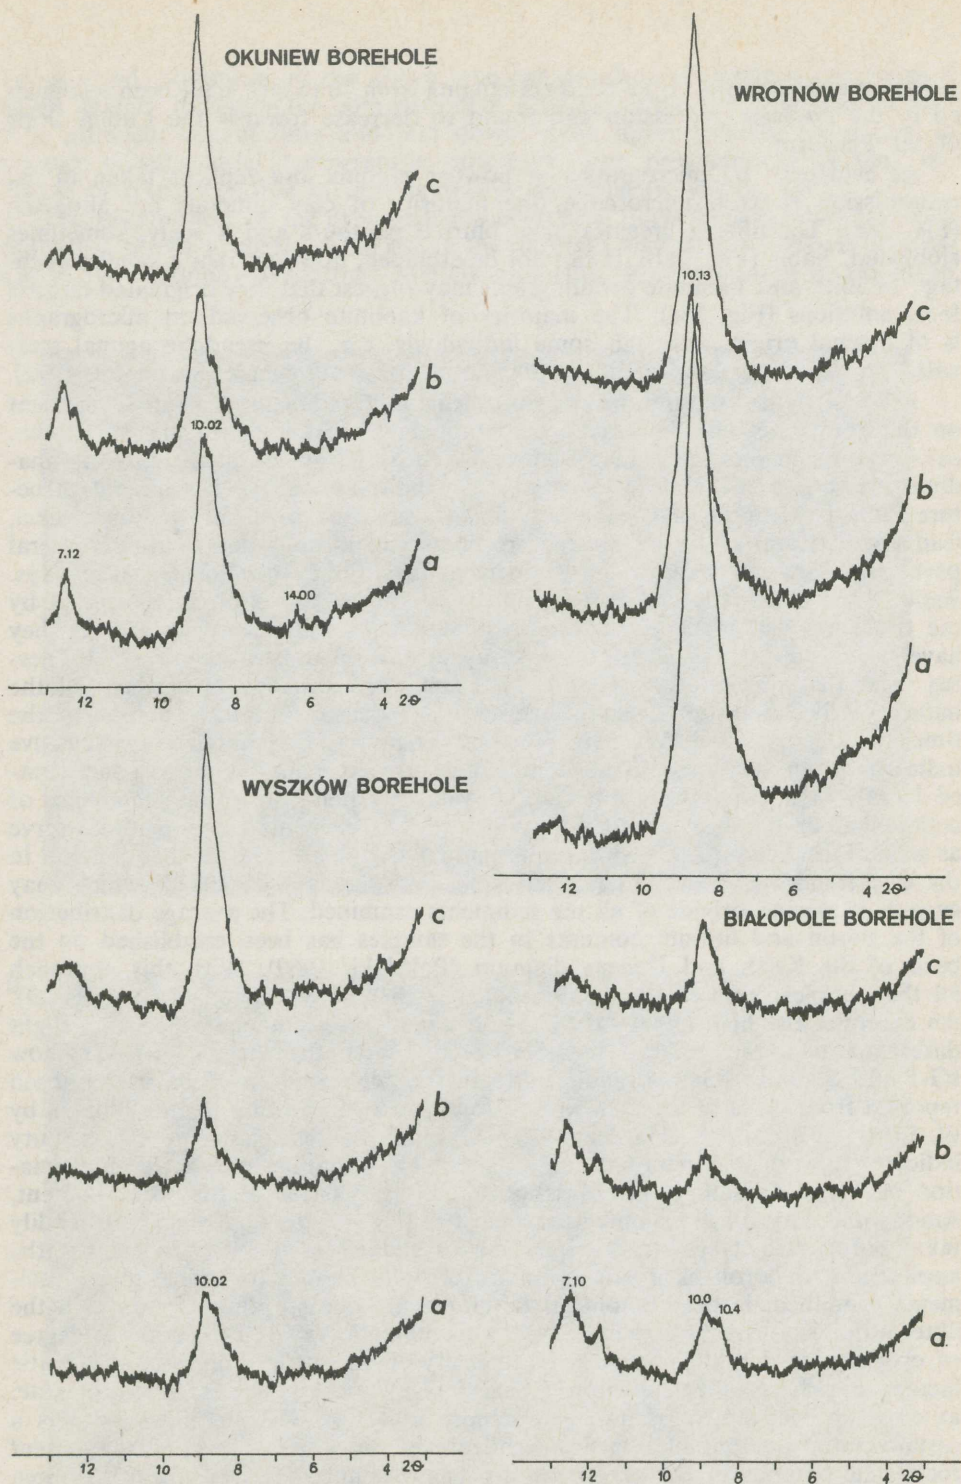 OKUNIEW BOREHOLE
c
b
10.02
7.12
14.00
a
12 10 8 6 4 2θ
WROTNÓW BOREHOLE
10.13
c
b
a
12 10 8 6 4 2θ
WYSZKÓW BOREHOLE
c
b
10.02
a
12 10 8 6 4 2θ
BIAŁOPOLE BOREHOLE
c
b
7.10
10.0
10.4
a
12 10 8 6 4 2θ